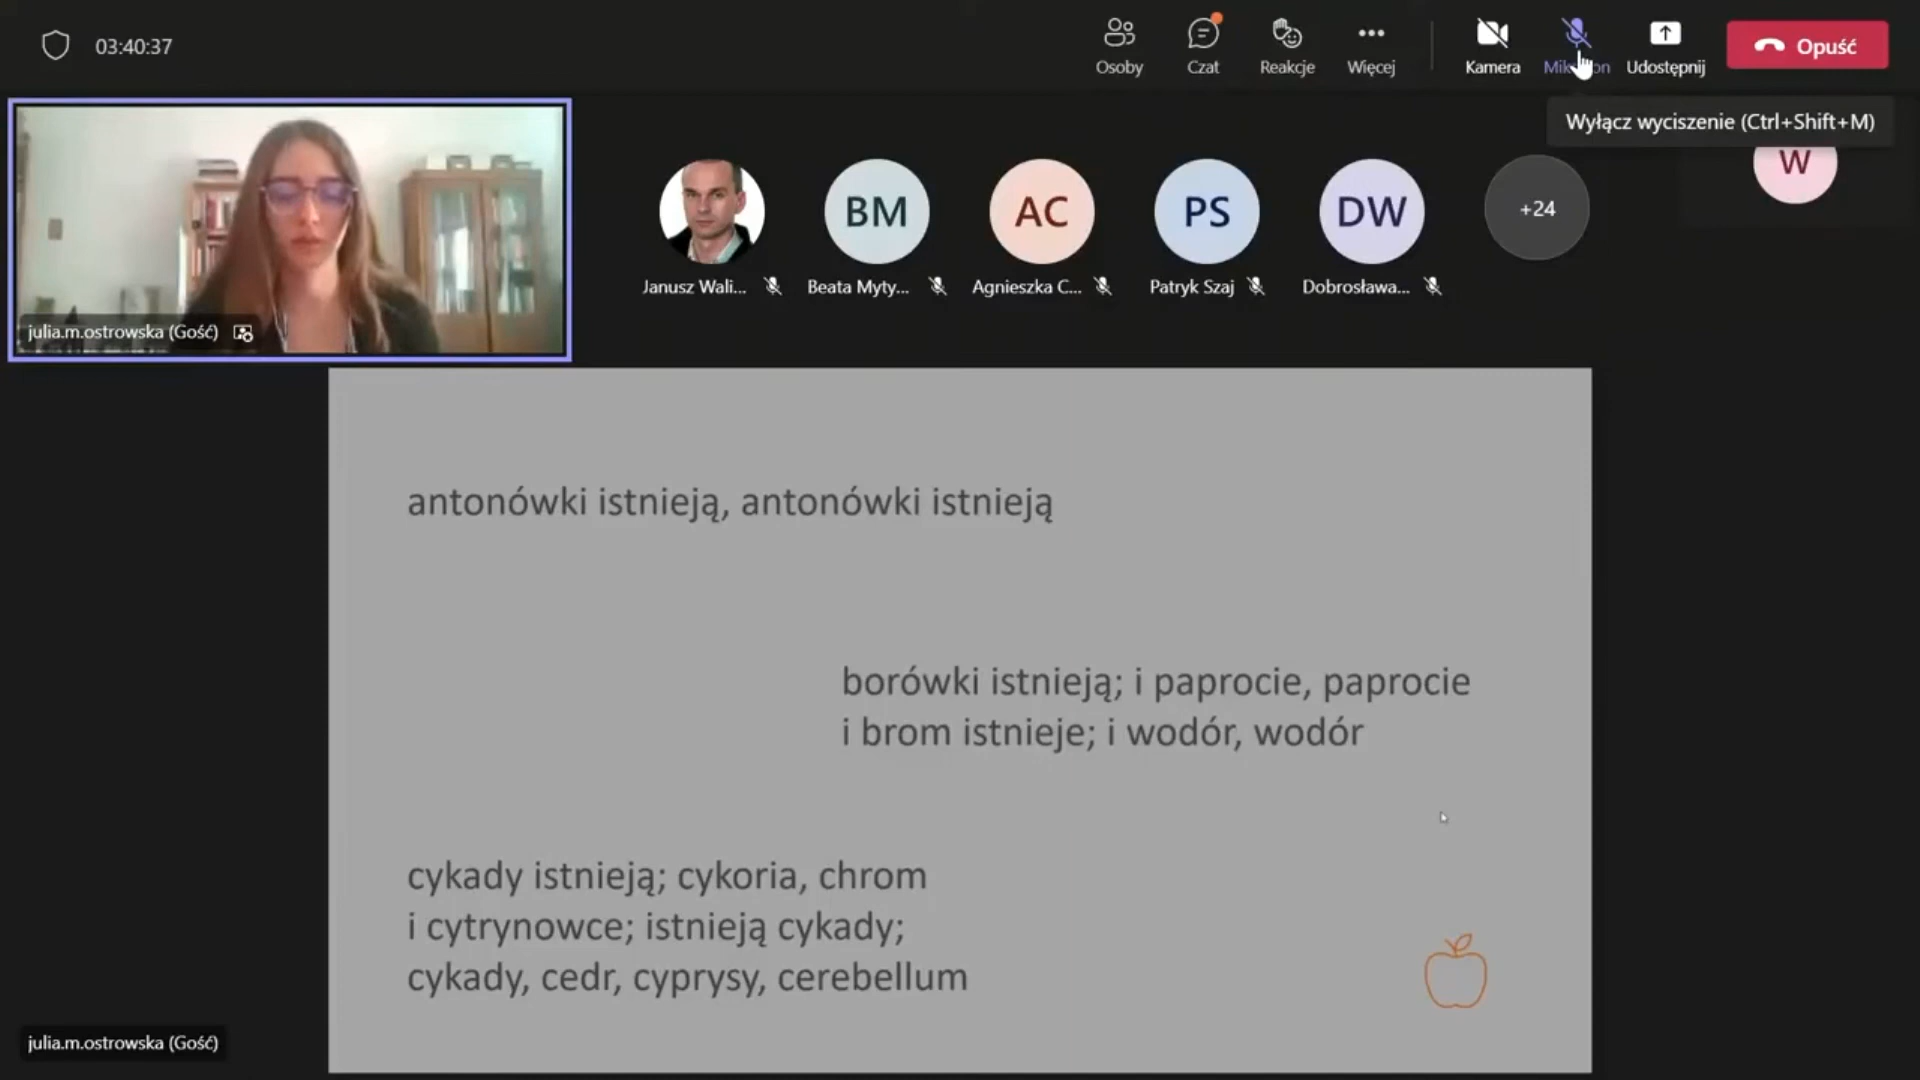 03:40:37
Osoby
Czat
Reakcje
Więcej
Kamera
Udostępnij
Opuść
Wyłącz wyciszenie (Ctrl+Shift+M)
W
BM
AC
PS
DW
+24
Janusz Wali...
Beata Myty...
Agnieszka C...
Patryk Szaj
Dobrosława...
julia.m.ostrowska (Gość)
antonówki istnieją, antonówki istnieją
borówki istnieją; i paprocie, paprocie
i brom istnieje; i wodór, wodór
cykady istnieją; cykoria, chrom
i cytrynowce; istnieją cykady;
cykady, cedr, cyprysy, cerebellum
julia.m.ostrowska (Gość)